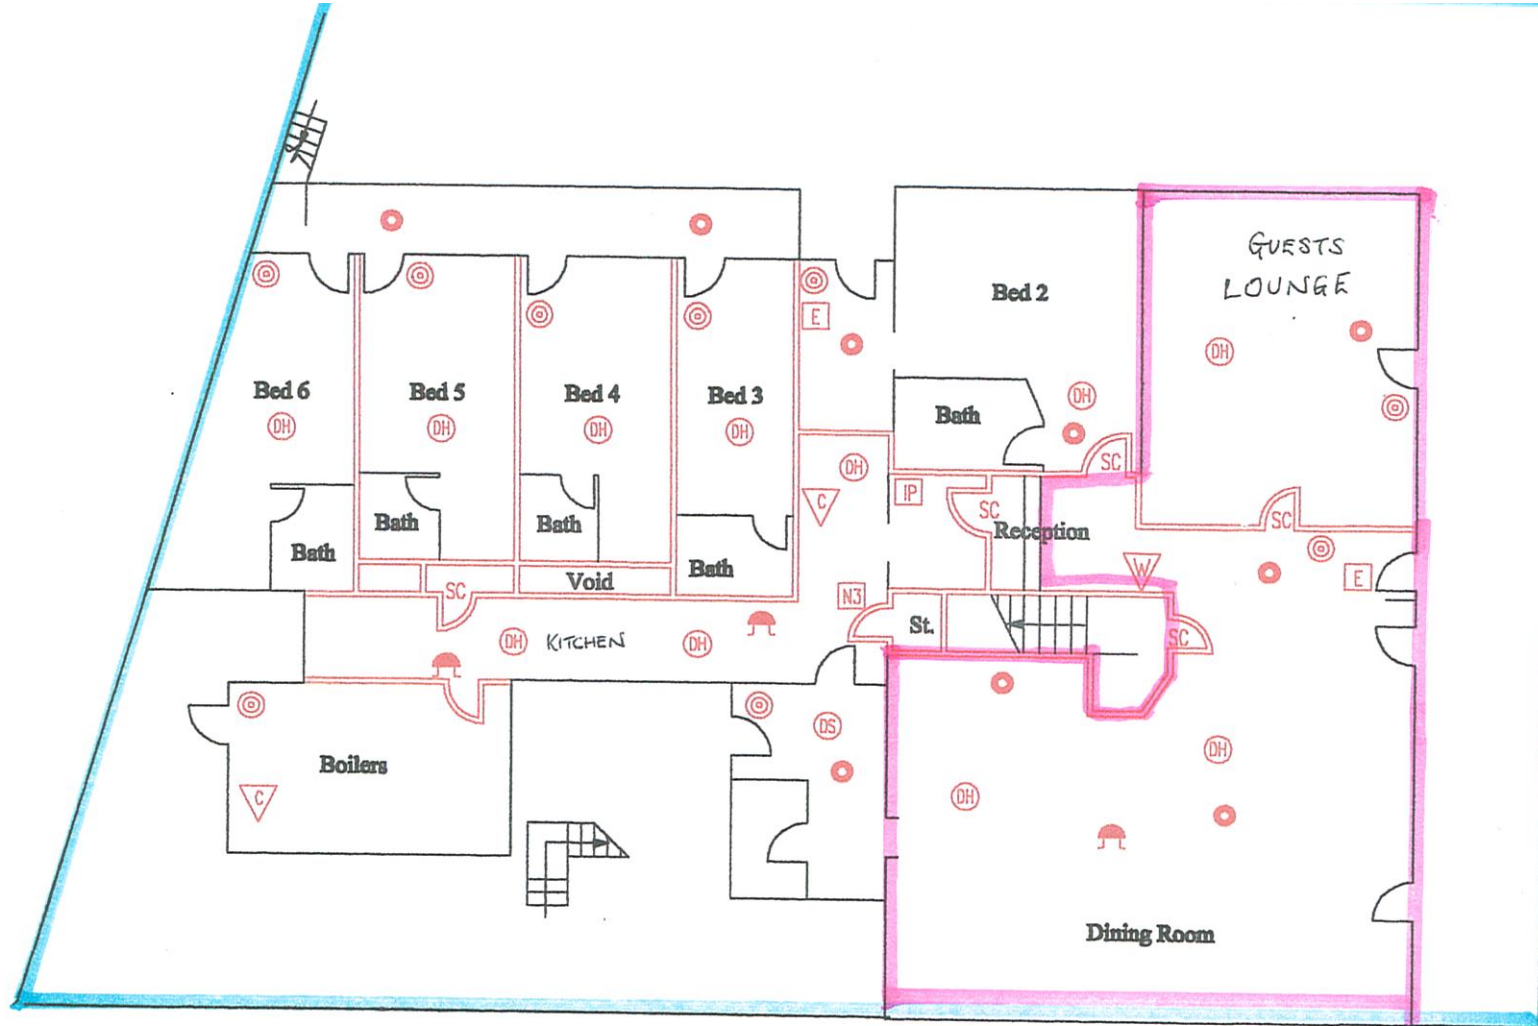 GUESTS
LOUNGE
Bed 2
E
Bed 6
Bed 5
Bed 4
Bed 3
DH
DH
DH
DH
DH
DH
Bath
SC
DH
C
IP
SC
SC
Bath
Bath
Bath
Bath
Reception
Void
SC
W
E
N3
St.
SC
DH
KITCHEN
DH
DS
DH
Boilers
C
DH
Dining Room